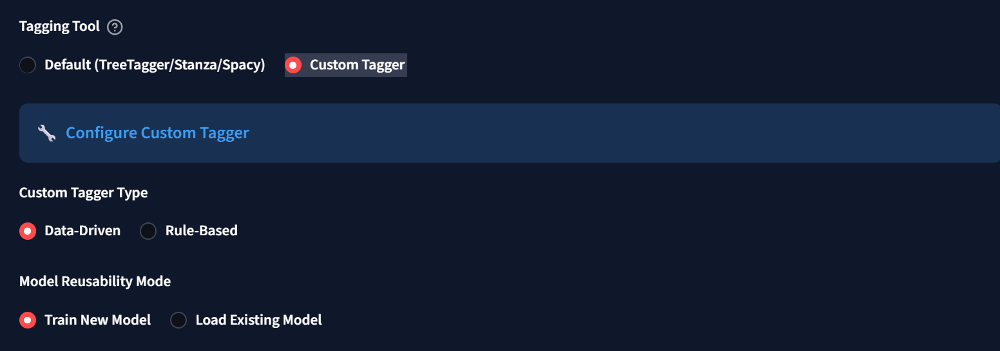 Tagging Tool ?
Default (TreeTagger/Stanza/Spacy) Custom Tagger
Configure Custom Tagger
Custom Tagger Type
Data-Driven Rule-Based
Model Reusability Mode
Train New Model Load Existing Model